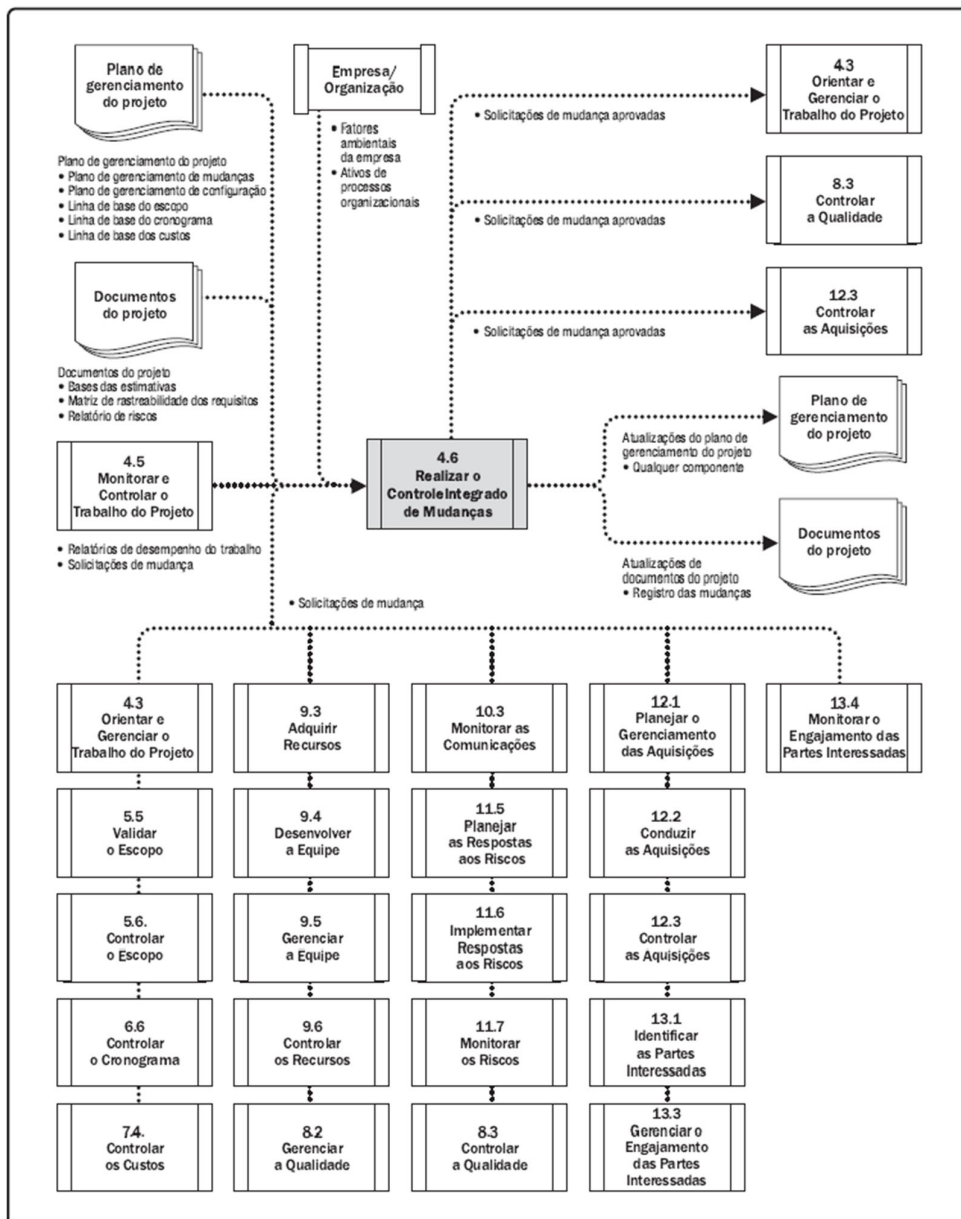 Plano de
gerenciamento
do projeto
Plano de gerenciamento do projeto
• Plano de gerenciamento de mudanças
• Plano de gerenciamento de configuração
• Linha de base do escopo
• Linha de base do cronograma
• Linha de base dos custos
Empresa/
Organização
• Fatores
ambientais
da empresa
• Ativos de
processos
organizacionais
• Solicitações de mudança aprovadas
4.3
Orientar e
Gerenciar o
Trabalho do Projeto
• Solicitações de mudança aprovadas
8.3
Controlar
a Qualidade
Documentos
do projeto
Documentos do projeto
• Bases das estimativas
• Matriz de rastreabilidade dos requisitos
• Relatório de riscos
• Solicitações de mudança aprovadas
12.3
Controlar
as Aquisições
4.5
Monitorar e
Controlar o
Trabalho do Projeto
• Relatórios de desempenho do trabalho
• Solicitações de mudança
4.6
Realizar o
ControleIntegrado
de Mudanças
Atualizações do plano de
gerenciamento do projeto
• Qualquer componente
Plano de
gerenciamento
do projeto
Atualizações de
documentos do projeto
• Registro das mudanças
Documentos
do projeto
• Solicitações de mudança
4.3
Orientar e
Gerenciar o
Trabalho do Projeto
9.3
Adquirir
Recursos
10.3
Monitorar as
Comunicações
12.1
Planejar o
Gerenciamento
das Aquisições
13.4
Monitorar o
Engajamento das
Partes Interessadas
5.5
Validar
o Escopo
9.4
Desenvolver
a Equipe
11.5
Planejar
as Respostas
aos Riscos
12.2
Conduzir
as Aquisições
5.6.
Controlar
o Escopo
9.5
Gerenciar
a Equipe
11.6
Implementar
Respostas
aos Riscos
12.3
Controlar
as Aquisições
6.6
Controlar
o Cronograma
9.6
Controlar
os Recursos
11.7
Monitorar
os Riscos
13.1
Identificar
as Partes
Interessadas
7.4.
Controlar
os Custos
8.2
Gerenciar
a Qualidade
8.3
Controlar
a Qualidade
13.3
Gerenciar o
Engajamento
das Partes
Interessadas